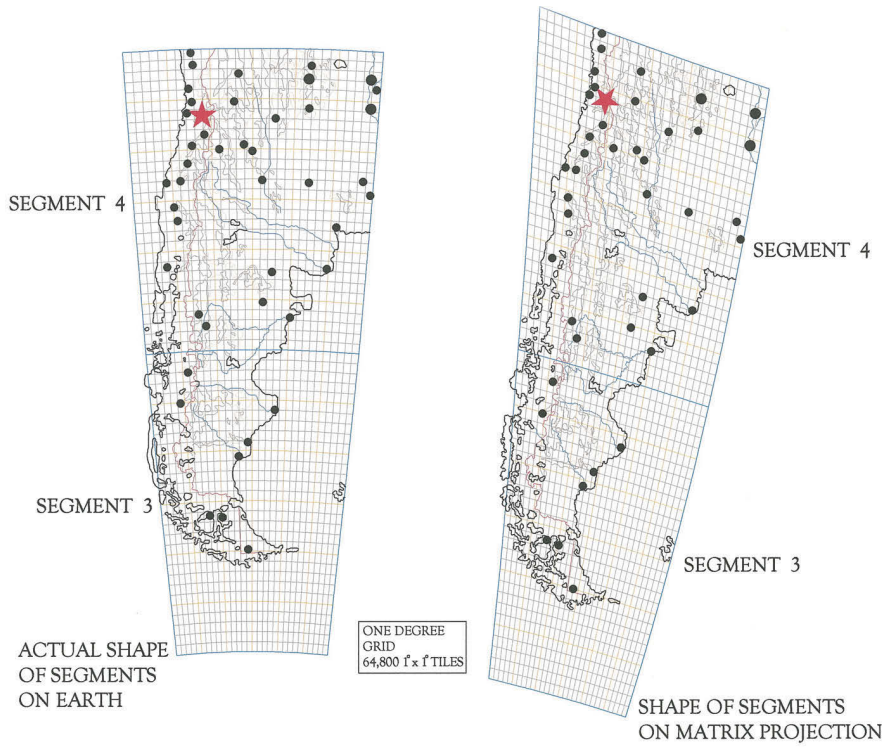 SEGMENT 4
SEGMENT 3
ACTUAL SHAPE
OF SEGMENTS
ON EARTH
ONE DEGREE
GRID
64,800 1° x 1° TILES
SEGMENT 4
SEGMENT 3
SHAPE OF SEGMENTS
ON MATRIX PROJECTION